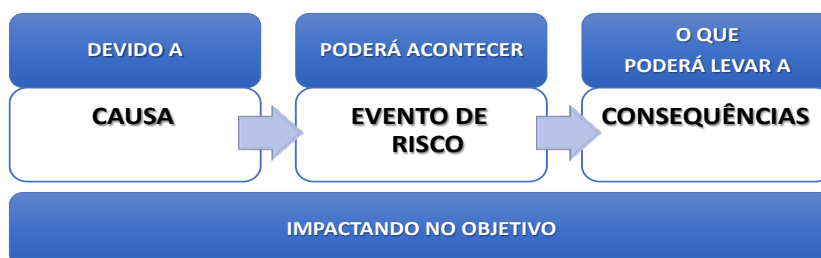 DEVIDO A
CAUSA
PODERÁ ACONTECER
EVENTO DE
RISCO
O QUE
PODERÁ LEVAR A
CONSEQUÊNCIAS
IMPACTANDO NO OBJETIVO